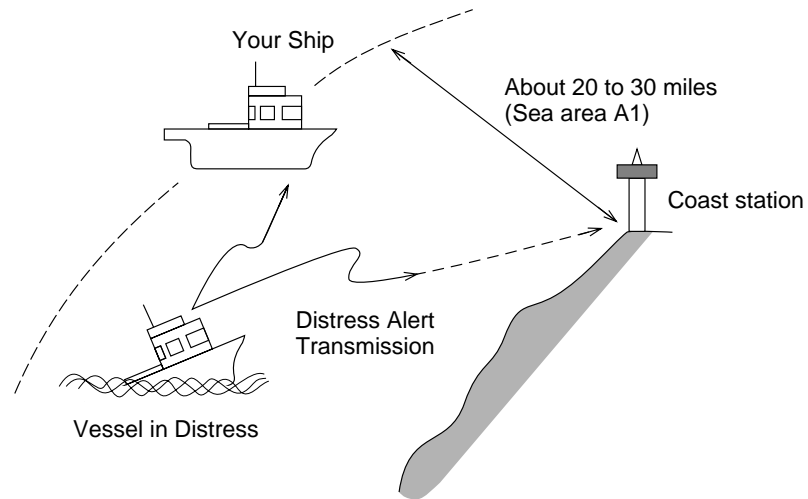 Your Ship
About 20 to 30 miles
(Sea area A1)
Coast station
Distress Alert
Transmission
Vessel in Distress